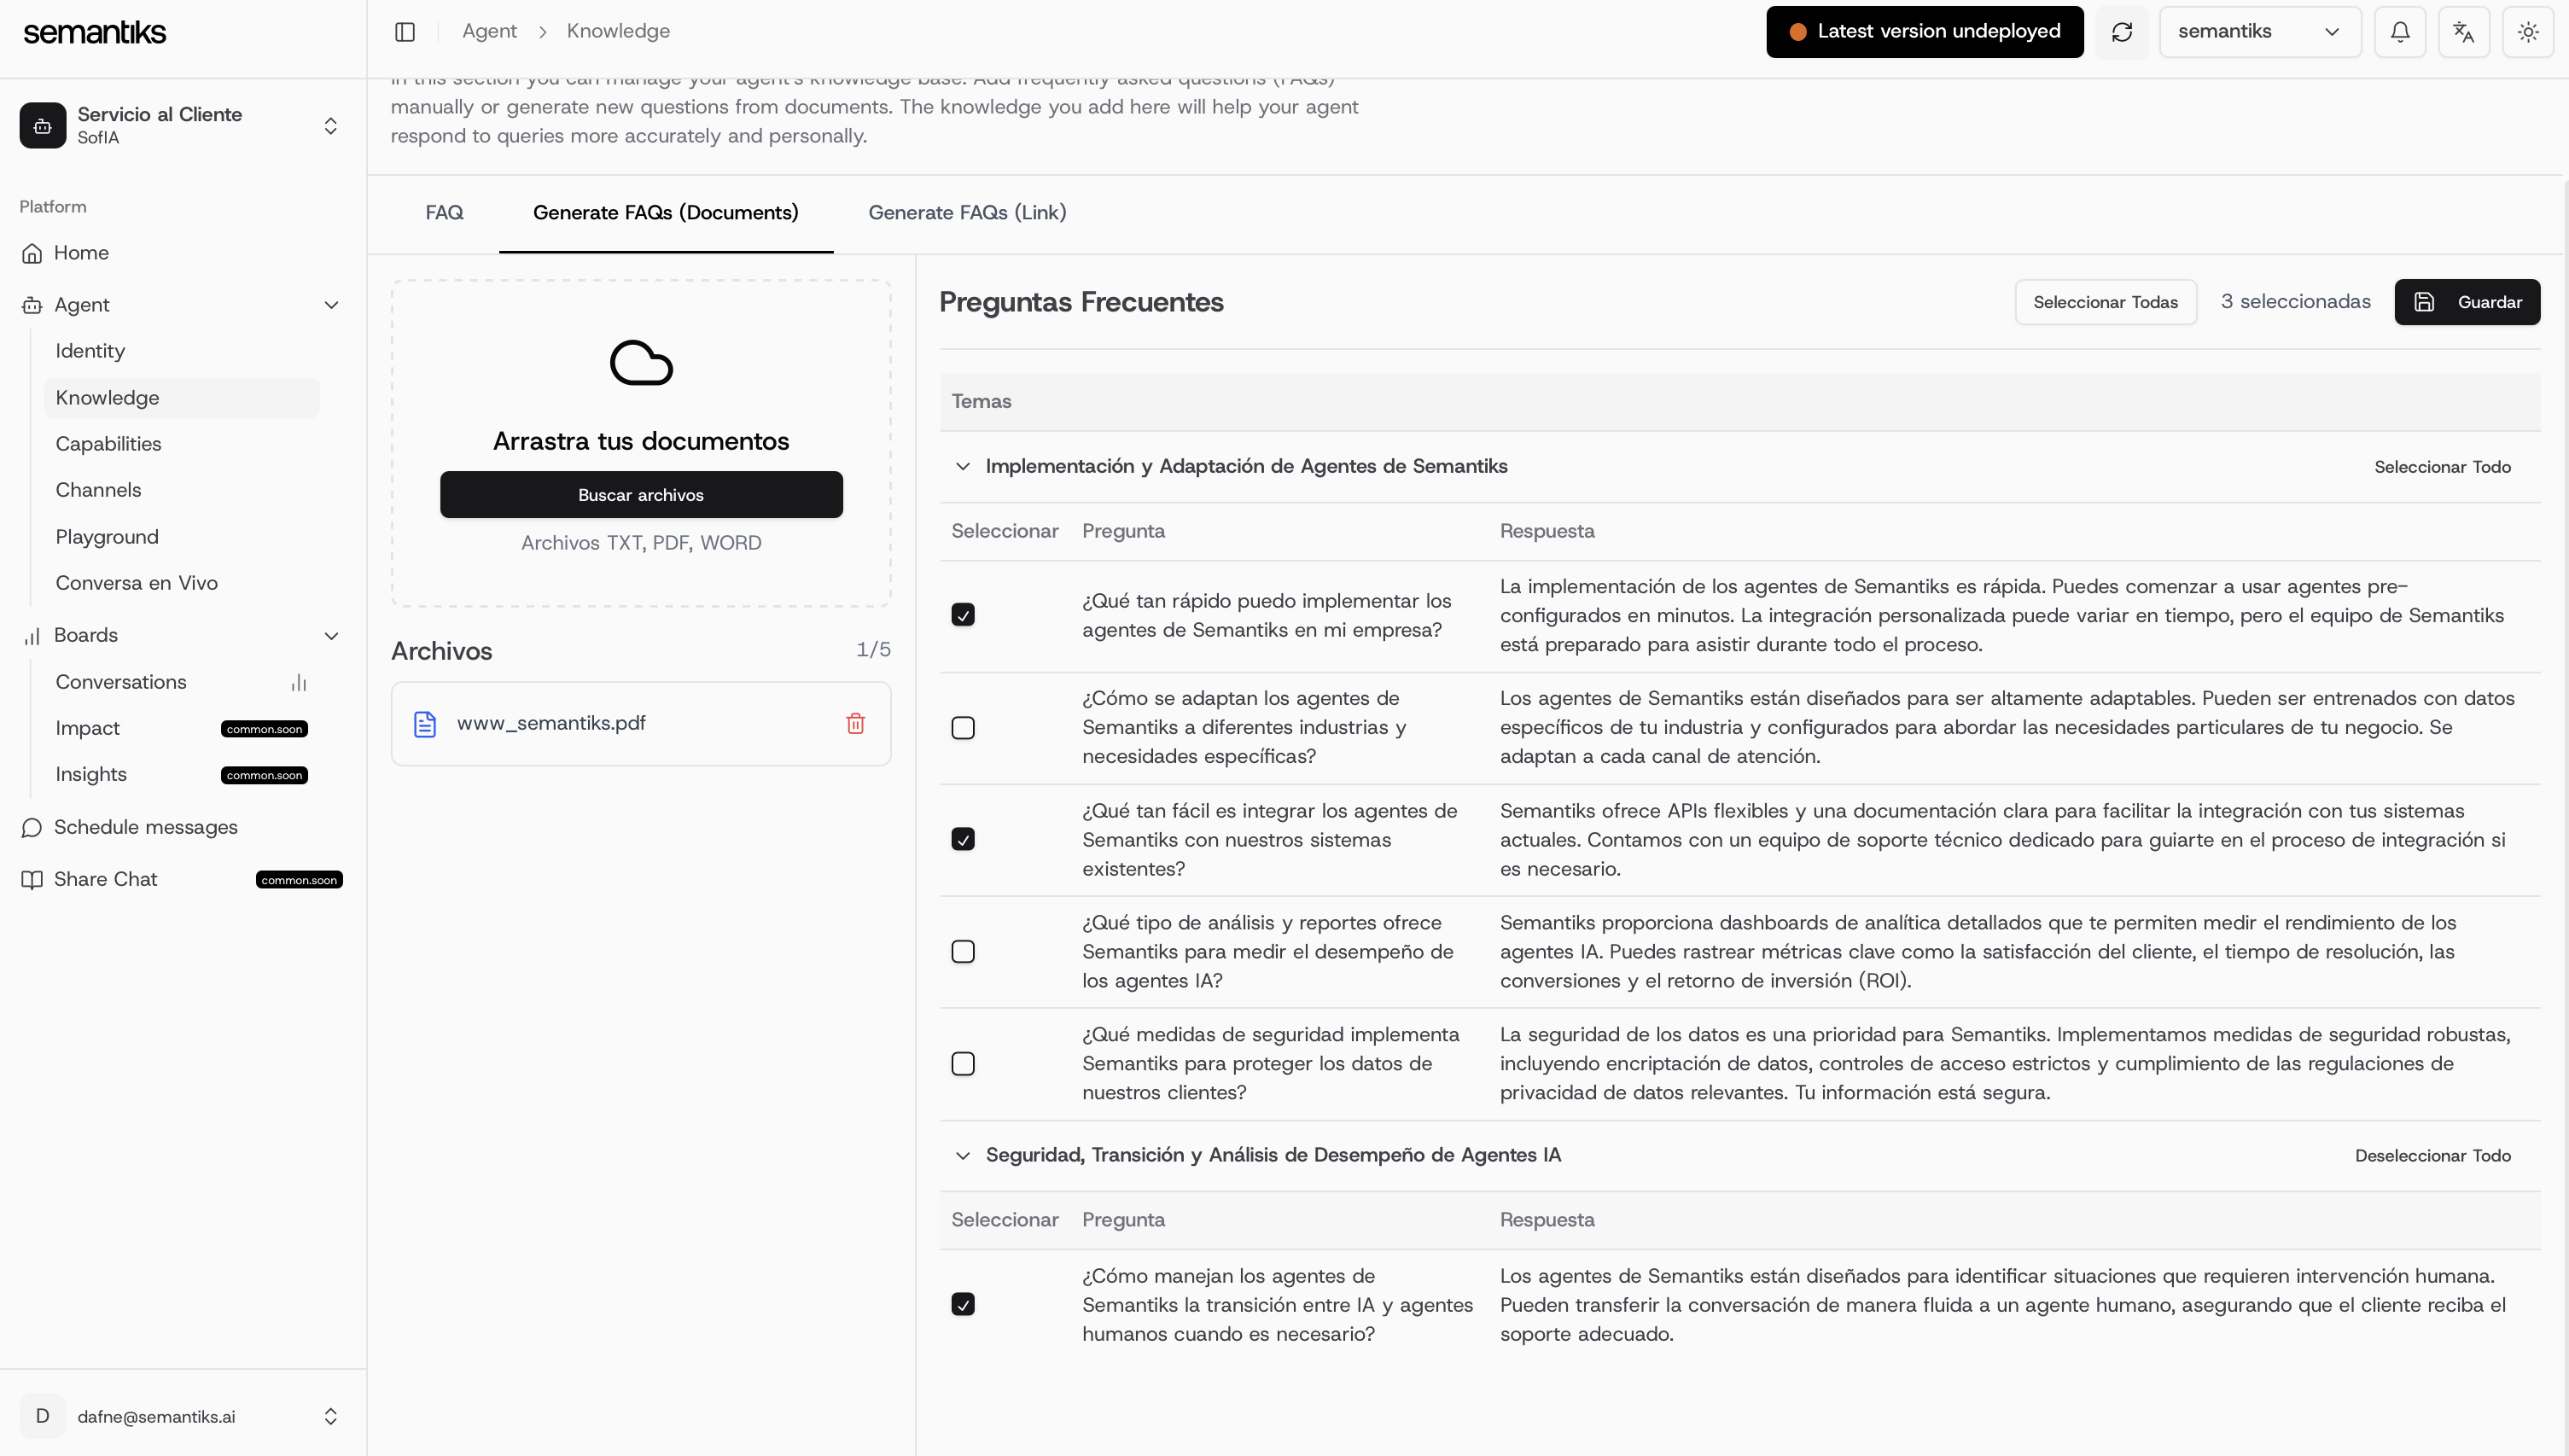 semantiks
Agent
Knowledge
Latest version undeployed
semantiks
Servicio al Cliente
SofIA
Platform
Home
Agent
Identity
Knowledge
Capabilities
Channels
Playground
Conversa en Vivo
Boards
Conversations
Impact
common.soon
Insights
common.soon
Schedule messages
Share Chat
common.soon
D
dafne@semantiks.ai
In this section you can manage your agent's knowledge base. Add frequently asked questions (FAQs)
manually or generate new questions from documents. The knowledge you add here will help your agent
respond to queries more accurately and personally.
FAQ
Generate FAQs (Documents)
Generate FAQs (Link)
Arrastra tus documentos
Buscar archivos
Archivos TXT, PDF, WORD
Archivos
1/5
www_semantiks.pdf
Preguntas Frecuentes
Seleccionar Todas
3 seleccionadas
Guardar
Temas
Implementación y Adaptación de Agentes de Semantiks
Seleccionar Todo
Seleccionar
Pregunta
Respuesta
¿Qué tan rápido puedo implementar los
agentes de Semantiks en mi empresa?
La implementación de los agentes de Semantiks es rápida. Puedes comenzar a usar agentes pre-
configurados en minutos. La integración personalizada puede variar en tiempo, pero el equipo de Semantiks
está preparado para asistir durante todo el proceso.
¿Cómo se adaptan los agentes de
Semantiks a diferentes industrias y
necesidades específicas?
Los agentes de Semantiks están diseñados para ser altamente adaptables. Pueden ser entrenados con datos
específicos de tu industria y configurados para abordar las necesidades particulares de tu negocio. Se
adaptan a cada canal de atención.
¿Qué tan fácil es integrar los agentes de
Semantiks con nuestros sistemas
existentes?
Semantiks ofrece APIs flexibles y una documentación clara para facilitar la integración con tus sistemas
actuales. Contamos con un equipo de soporte técnico dedicado para guiarte en el proceso de integración si
es necesario.
¿Qué tipo de análisis y reportes ofrece
Semantiks para medir el desempeño de
los agentes IA?
Semantiks proporciona dashboards de analítica detallados que te permiten medir el rendimiento de los
agentes IA. Puedes rastrear métricas clave como la satisfacción del cliente, el tiempo de resolución, las
conversiones y el retorno de inversión (ROI).
¿Qué medidas de seguridad implementa
Semantiks para proteger los datos de
nuestros clientes?
La seguridad de los datos es una prioridad para Semantiks. Implementamos medidas de seguridad robustas,
incluyendo encriptación de datos, controles de acceso estrictos y cumplimiento de las regulaciones de
privacidad de datos relevantes. Tu información está segura.
Seguridad, Transición y Análisis de Desempeño de Agentes IA
Deseleccionar Todo
Seleccionar
Pregunta
Respuesta
¿Cómo manejan los agentes de
Semantiks la transición entre IA y agentes
humanos cuando es necesario?
Los agentes de Semantiks están diseñados para identificar situaciones que requieren intervención humana.
Pueden transferir la conversación de manera fluida a un agente humano, asegurando que el cliente reciba el
soporte adecuado.